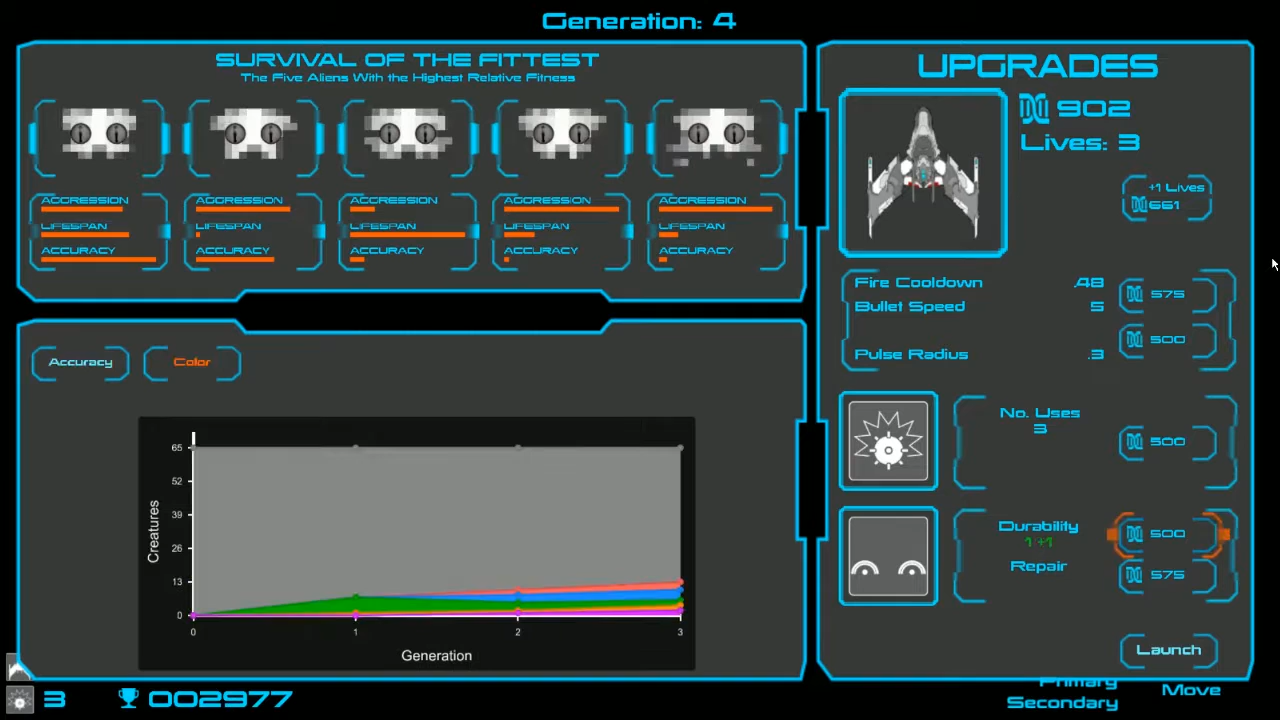 Generation: 4
SURVIVAL OF THE FITTEST
The Five Aliens With the Highest Relative Fitness
AGGRESSION
LIFESPAN
ACCURACY
AGGRESSION
LIFESPAN
ACCURACY
AGGRESSION
LIFESPAN
ACCURACY
AGGRESSION
LIFESPAN
ACCURACY
AGGRESSION
LIFESPAN
ACCURACY
Accuracy
Color
Creatures
65
52
39
26
13
0
0 1 2 3
Generation
3 002977
UPGRADES
902
Lives: 3
+1 Lives
661
Fire Cooldown .48 575
Bullet Speed 5
500
Pulse Radius .3
No. Uses
3
500
Durability
1 +1
500
Repair
575
Launch
Primary
Secondary
Move